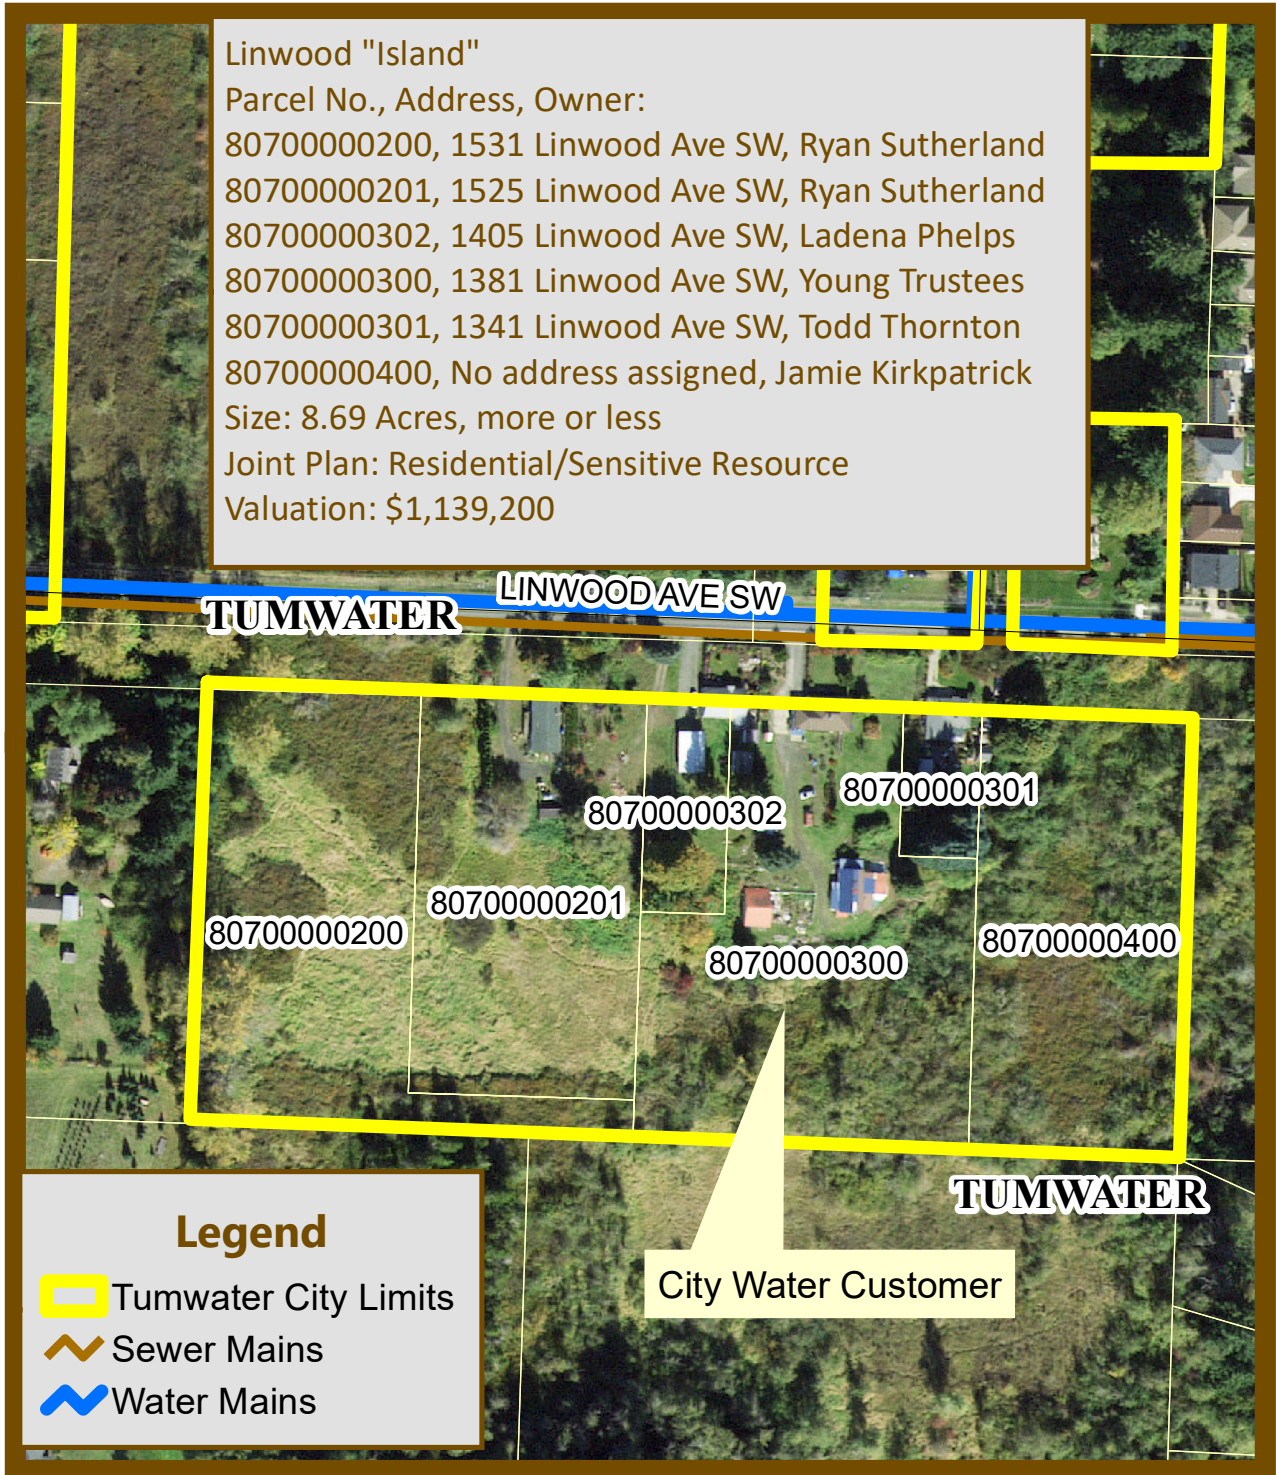 Linwood "Island"
Parcel No., Address, Owner:
80700000200, 1531 Linwood Ave SW, Ryan Sutherland
80700000201, 1525 Linwood Ave SW, Ryan Sutherland
80700000302, 1405 Linwood Ave SW, Ladena Phelps
80700000300, 1381 Linwood Ave SW, Young Trustees
80700000301, 1341 Linwood Ave SW, Todd Thornton
80700000400, No address assigned, Jamie Kirkpatrick
Size: 8.69 Acres, more or less
Joint Plan: Residential/Sensitive Resource
Valuation: $1,139,200
LINWOOD AVE SW
TUMWATER
80700000301
80700000302
80700000201
80700000200
80700000400
80700000300
TUMWATER
City Water Customer
Legend
Tumwater City Limits
Sewer Mains
Water Mains